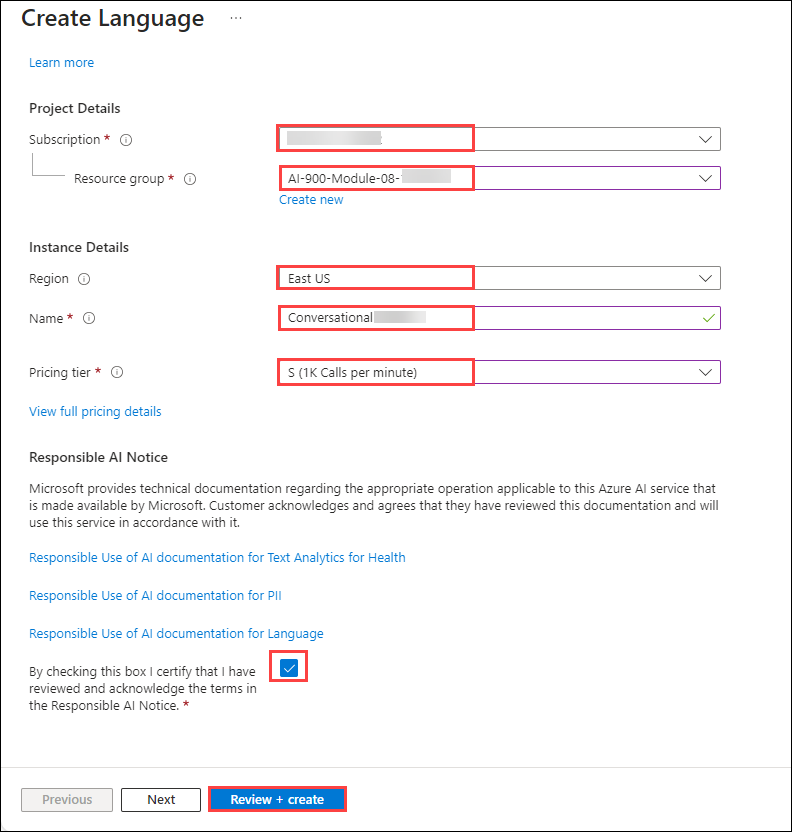 Create Language ...
Learn more
Project Details
Subscription *
Resource group * AI-900-Module-08-
Create new
Instance Details
Region East US
Name * Conversational
Pricing tier * S (1K Calls per minute)
View full pricing details
Responsible AI Notice
Microsoft provides technical documentation regarding the appropriate operation applicable to this Azure AI service that
is made available by Microsoft. Customer acknowledges and agrees that they have reviewed this documentation and will
use this service in accordance with it.
Responsible Use of AI documentation for Text Analytics for Health
Responsible Use of AI documentation for PII
Responsible Use of AI documentation for Language
By checking this box I certify that I have
reviewed and acknowledge the terms in
the Responsible AI Notice. *
Previous Next Review + create